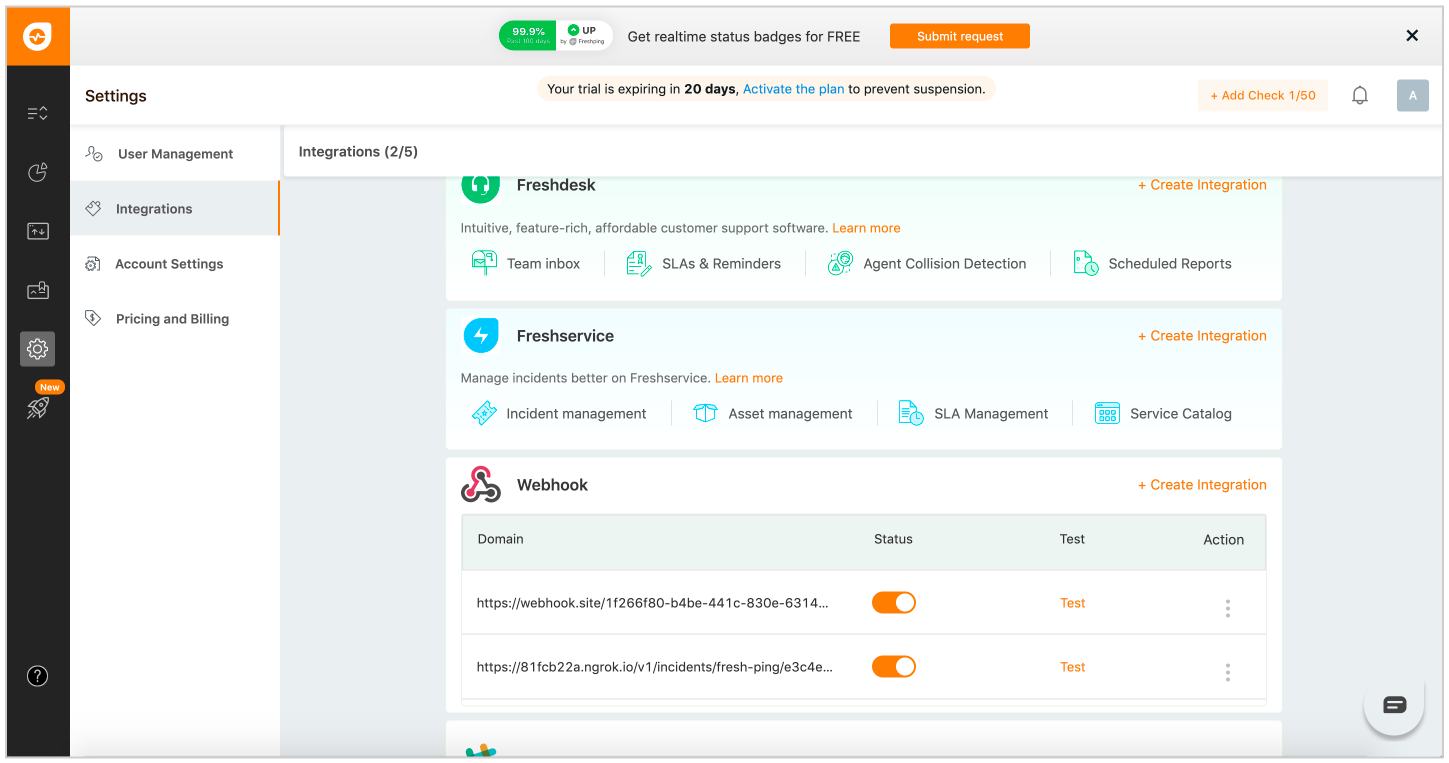 99.9%
Past 100 days
UP
by @ Freshping
Get realtime status badges for FREE
Submit request
Settings
Your trial is expiring in 20 days, Activate the plan to prevent suspension.
+ Add Check 1/50
A
User Management
Integrations
Account Settings
Pricing and Billing
New
?
Integrations (2/5)
Freshdesk
+ Create Integration
Intuitive, feature-rich, affordable customer support software. Learn more
Team inbox
SLAs & Reminders
Agent Collision Detection
Scheduled Reports
Freshservice
+ Create Integration
Manage incidents better on Freshservice. Learn more
Incident management
Asset management
SLA Management
Service Catalog
Webhook
+ Create Integration
Domain Status Test Action
https://webhook.site/1f266f80-b4be-441c-830e-6314... Test
https://81fcb22a.ngrok.io/v1/incidents/fresh-ping/e3c4e... Test